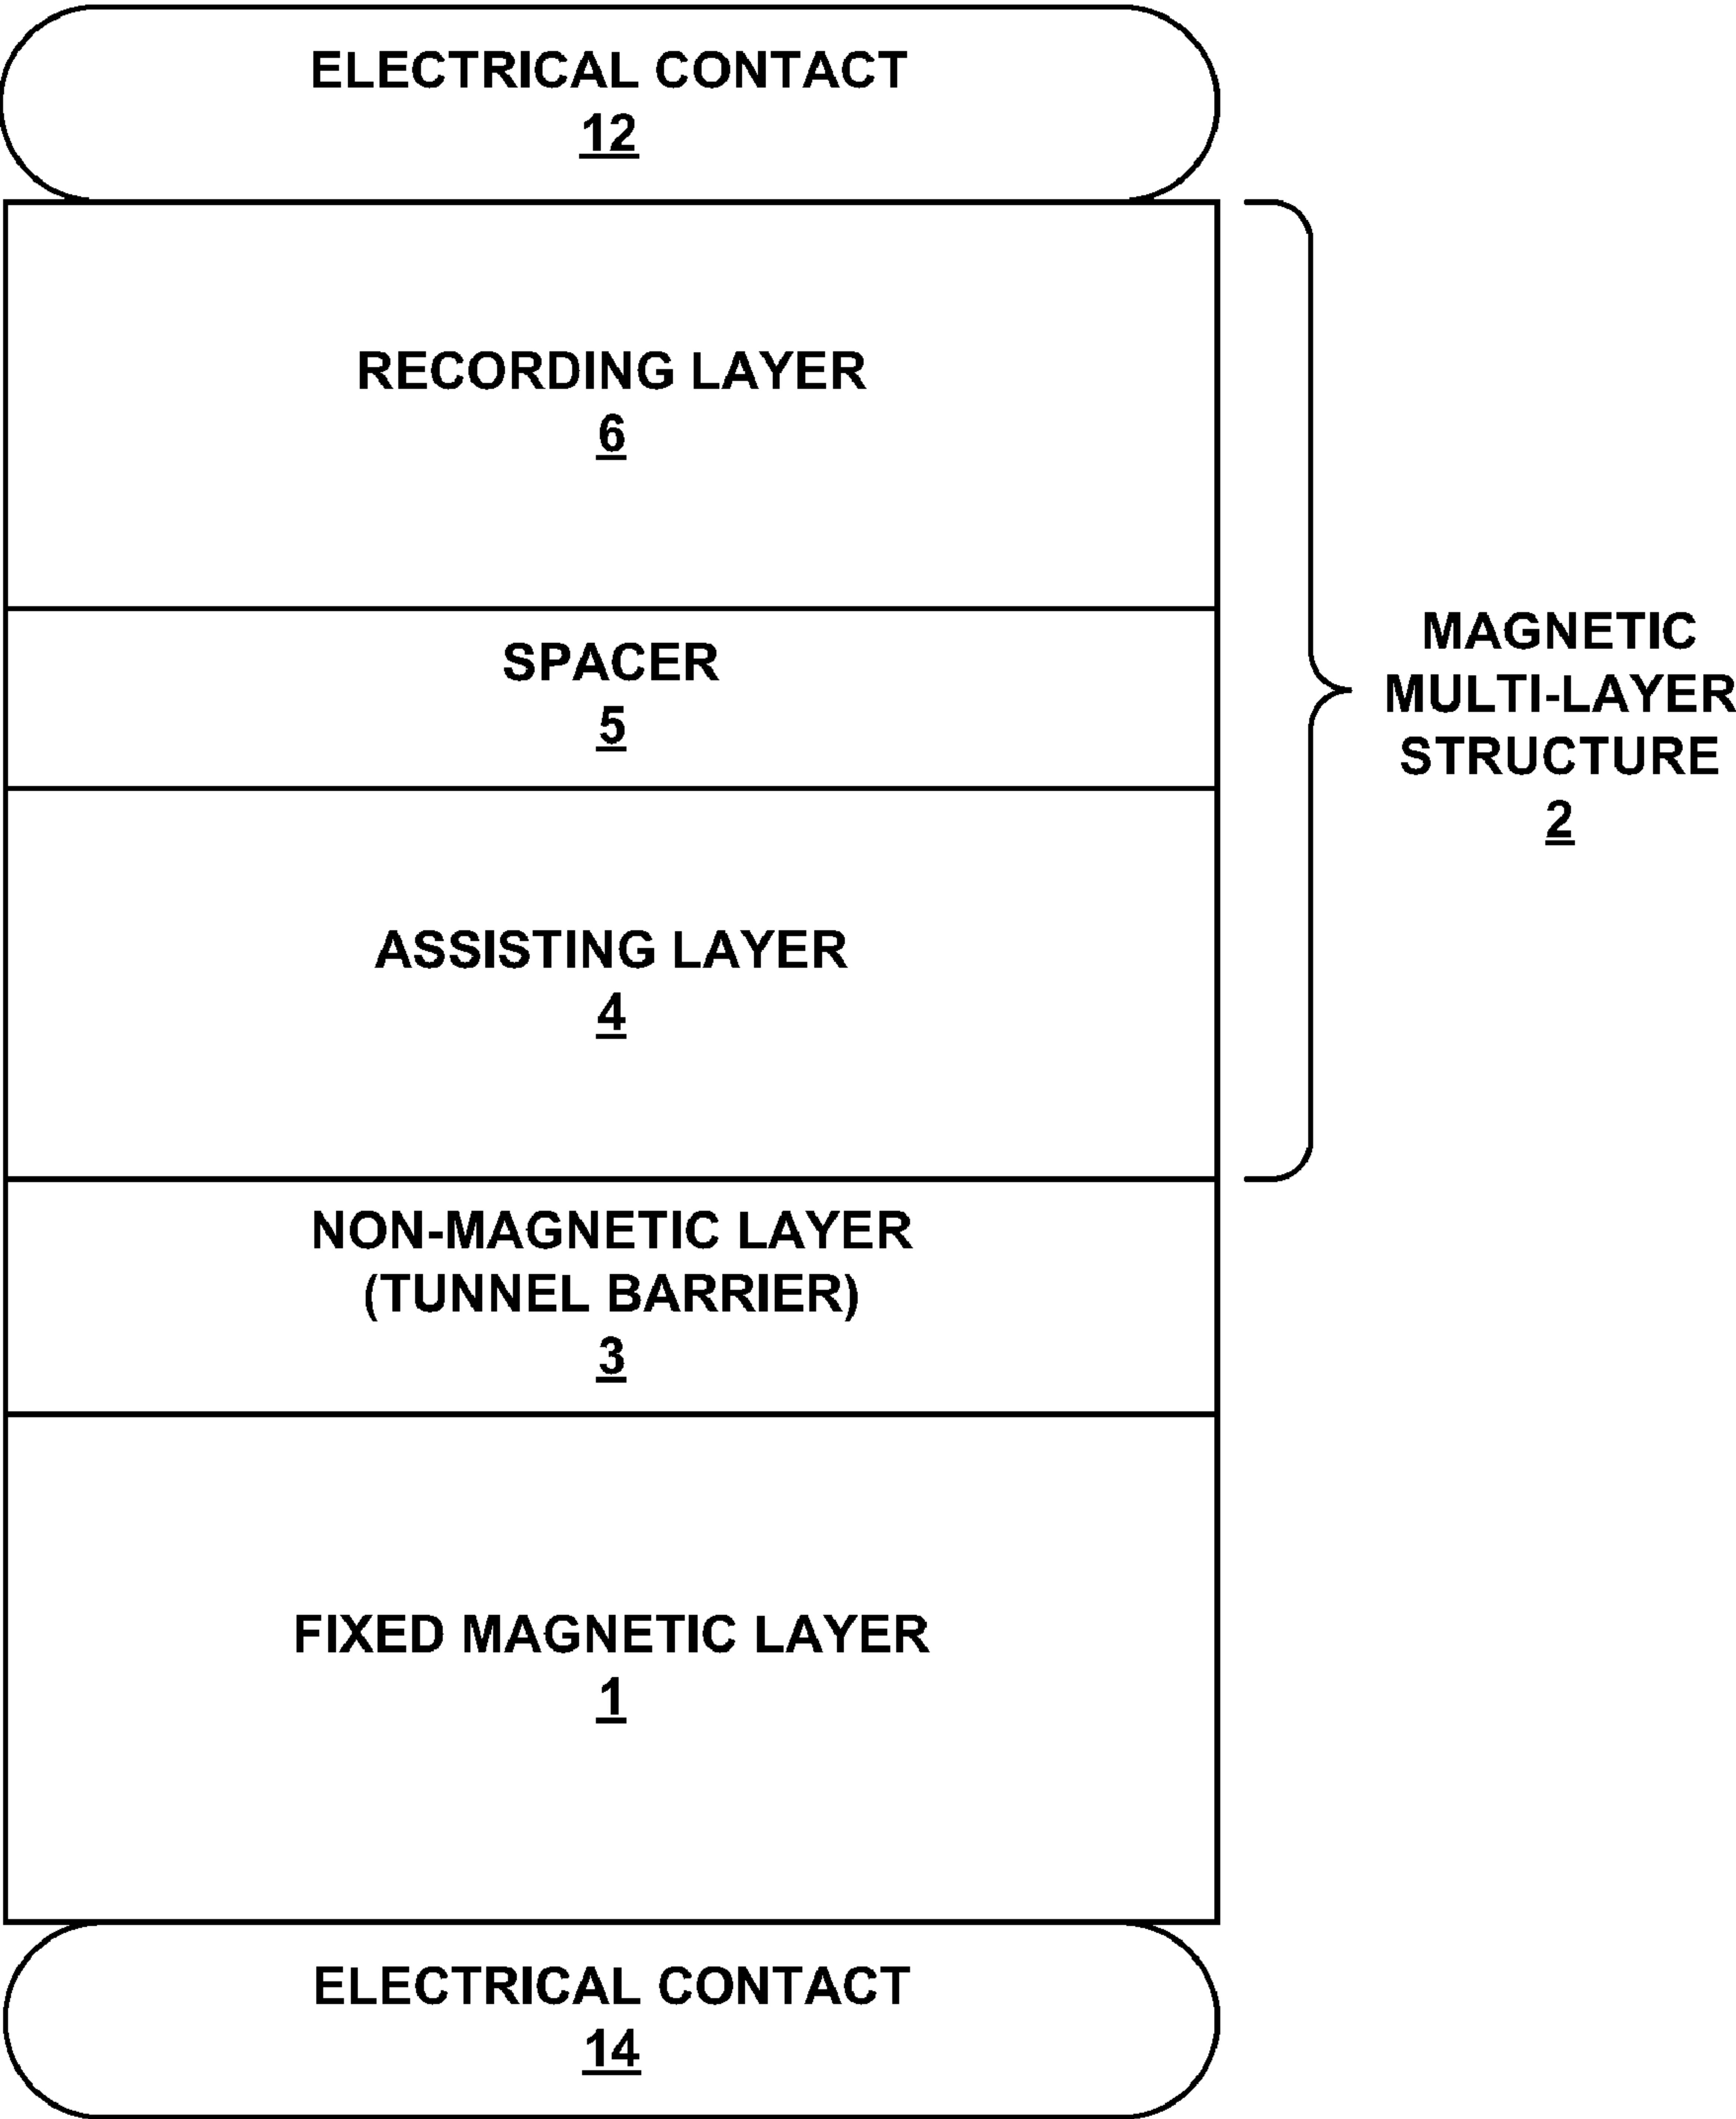 ELECTRICAL CONTACT
12
RECORDING LAYER
6
SPACER
5
MAGNETIC
MULTI-LAYER
STRUCTURE
2
ASSISTING LAYER
4
NON-MAGNETIC LAYER
(TUNNEL BARRIER)
3
FIXED MAGNETIC LAYER
1
ELECTRICAL CONTACT
14